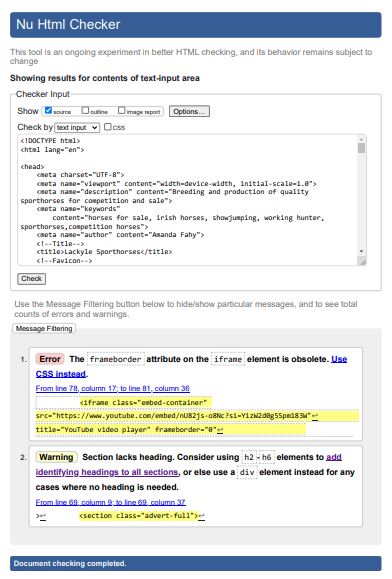 Nu Html Checker
This tool is an ongoing experiment in better HTML checking, and its behavior remains subject to
change
Showing results for contents of text-input area
Checker Input
Show source outline image report Options...
Check by text input css
<!DOCTYPE html>
<html lang="en">
<head>
<meta charset="UTF-8">
<meta name="viewport" content="width=device-width, initial-scale=1.0">
<meta name="description" content="Breeding and production of quality
sporthorses for competition and sale">
<meta name="keywords"
content="horses for sale, irish horses, showjumping, working hunter,
sporthorses,competition horses">
<meta name="author" content="Amanda Fahy">
<!--Title-->
<title>Lackyle Sporthorses</title>
<!--Favicon-->
Check
Use the Message Filtering button below to hide/show particular messages, and to see total
counts of errors and warnings.
Message Filtering
1. Error The frameborder attribute on the iframe element is obsolete. Use
CSS instead.
From line 78, column 17; to line 81, column 36
<iframe class="embed-container"
src="https://www.youtube.com/embed/nU82js-o8Nc?si=YizW2d0g5Spmi83W"↩
title="YouTube video player" frameborder="0"↩
2. Warning Section lacks heading. Consider using h2-h6 elements to add
identifying headings to all sections, or else use a div element instead for any
cases where no heading is needed.
From line 69, column 9; to line 69, column 37
>↩ <section class="advert-full">↩
Document checking completed.